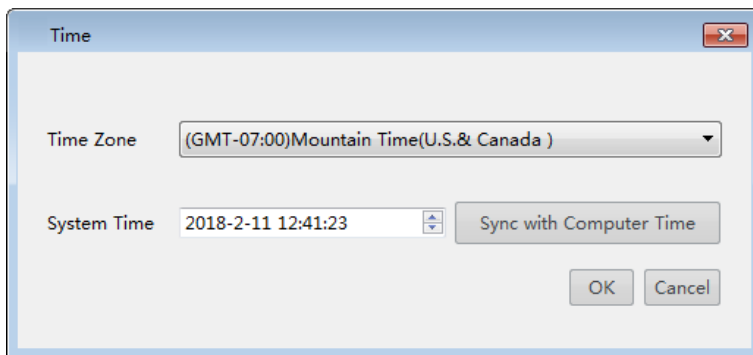 Time
Time Zone (GMT-07:00)Mountain Time(U.S.& Canada )
System Time 2018-2-11 12:41:23 Sync with Computer Time
OK Cancel